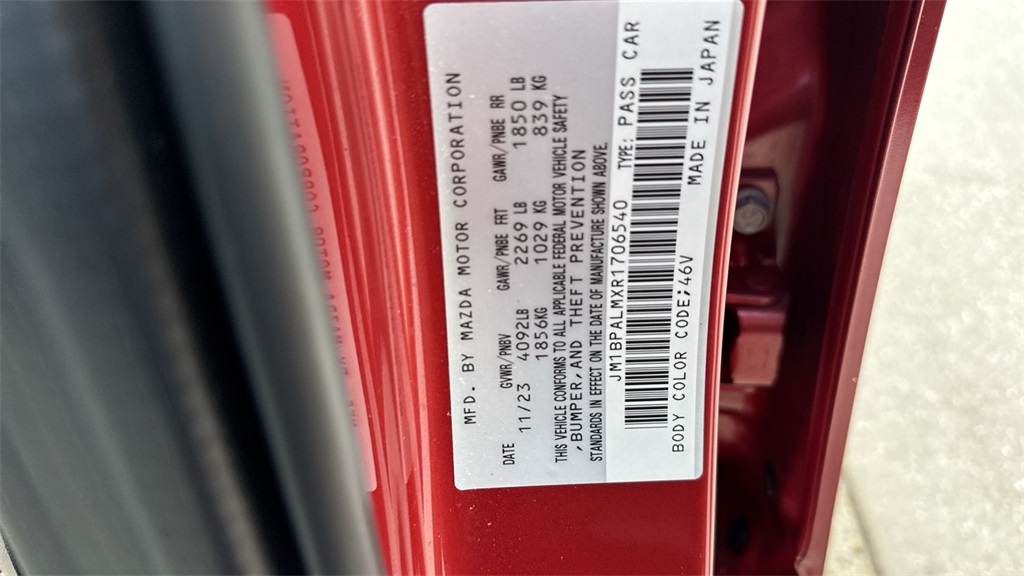 MFD. BY MAZDA MOTOR CORPORATION
DATE GVWR/PNBV GAWR/PNBE FRT GAWR/PNBE RR
11/23 4092LB 2269 LB 1850 LB
1856KG 1029 KG 839 KG
THIS VEHICLE CONFORMS TO ALL APPLICABLE FEDERAL MOTOR VEHICLE SAFETY
,BUMPER,AND THEFT PREVENTION
STANDARDS IN EFFECT ON THE DATE OF MANUFACTURE SHOWN ABOVE.
JM1BPALMXR1706540 TYPE: PASS CAR
BODY COLOR CODE;46V
MADE IN JAPAN